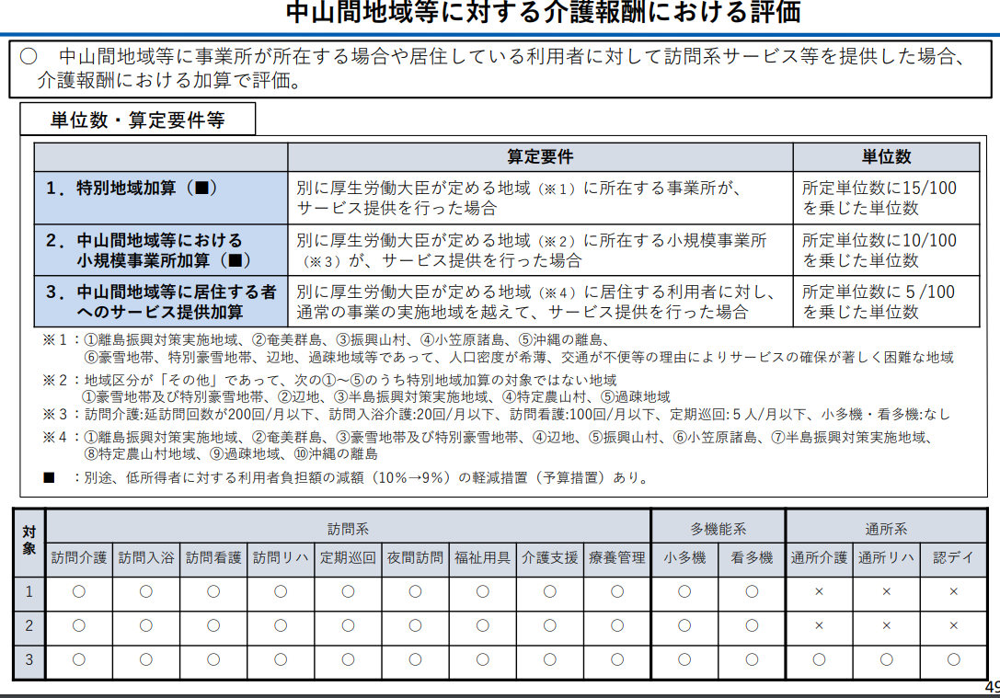 中山間地域等に対する介護報酬における評価
○ 中山間地域等に事業所が所在する場合や居住している利用者に対して訪問系サービス等を提供した場合、
介護報酬における加算で評価。
単位数・算定要件等
算定要件 単位数
１．特別地域加算（■） 別に厚生労働大臣が定める地域（※1）に所在する事業所が、 所定単位数に15/100
サービス提供を行った場合 を乗じた単位数
２．中山間地域等における 別に厚生労働大臣が定める地域（※2）に所在する小規模事業所 所定単位数に10/100
小規模事業所加算（■） （※3）が、サービス提供を行った場合 を乗じた単位数
３．中山間地域等に居住する者 別に厚生労働大臣が定める地域（※4）に居住する利用者に対し、 所定単位数に５/100
へのサービス提供加算 通常の事業の実施地域を越えて、サービス提供を行った場合 を乗じた単位数
※１：①離島振興対策実施地域、②奄美群島、③振興山村、④小笠原諸島、⑤沖縄の離島、
⑥豪雪地帯、特別豪雪地帯、辺地、過疎地域等であって、人口密度が希薄、交通が不便等の理由によりサービスの確保が著しく困難な地域
※２：地域区分が「その他」であって、次の①～⑤のうち特別地域加算の対象ではない地域
①豪雪地帯及び特別豪雪地帯、②辺地、③半島振興対策実施地域、④特定農山村、⑤過疎地域
※３：訪問介護:延訪問回数が200回/月以下、訪問入浴介護:20回/月以下、訪問看護:100回/月以下、定期巡回:５人/月以下、小多機・看多機:なし
※４：①離島振興対策実施地域、②奄美群島、③豪雪地帯及び特別豪雪地帯、④辺地、⑤振興山村、⑥小笠原諸島、⑦半島振興対策実施地域、
⑧特定農山村地域、⑨過疎地域、⑩沖縄の離島
■ ：別途、低所得者に対する利用者負担額の減額（10％→9％）の軽減措置（予算措置）あり。
対象 訪問系 多機能系 通所系
訪問介護 訪問入浴 訪問看護 訪問リハ 定期巡回 夜間訪問 福祉用具 介護支援 療養管理 小多機 看多機 通所介護 通所リハ 認デイ
1 ○ ○ ○ ○ ○ ○ ○ ○ ○ ○ ○ × × ×
2 ○ ○ ○ ○ ○ ○ ○ ○ ○ ○ ○ × × ×
3 ○ ○ ○ ○ ○ ○ ○ ○ ○ ○ ○ ○ ○ ○
49